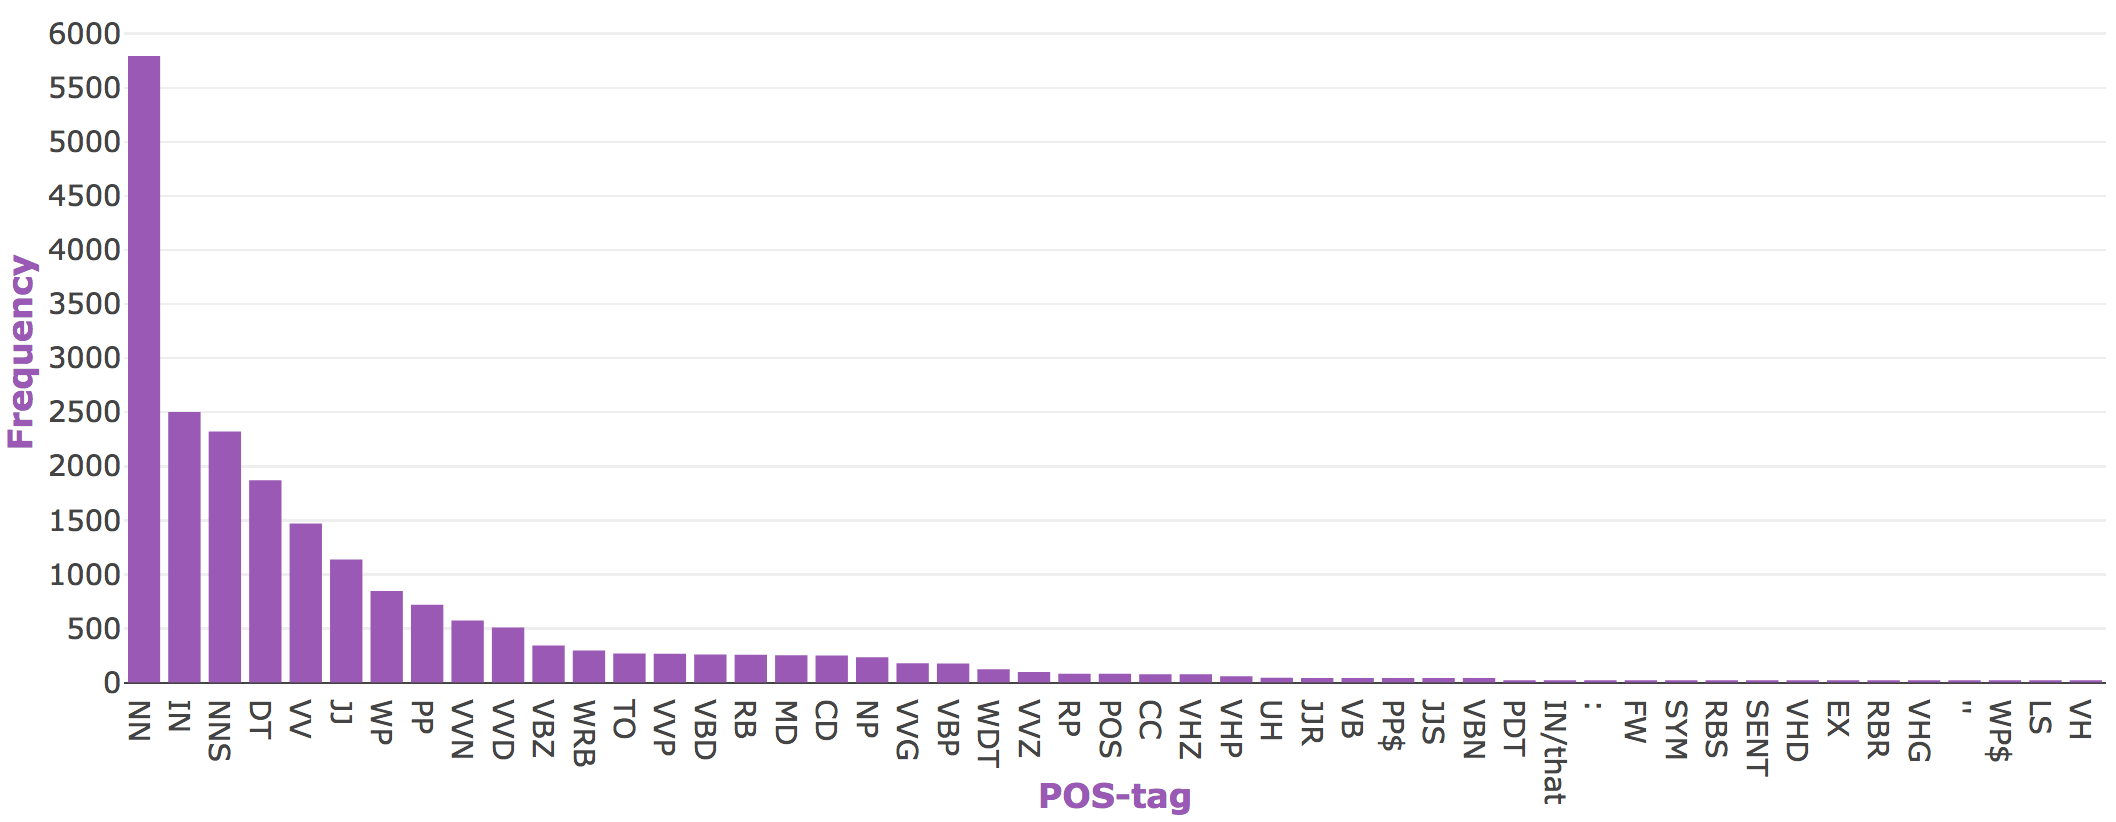 6000
5500
5000
4500
4000
3500
3000
2500
2000
1500
1000
500
0
Frequency
NN
IN
NNS
DT
VV
JJ
WP
PP
VVN
VVD
VBZ
WRB
TO
VVP
VBD
RB
MD
CD
NP
VVG
VBP
WDT
VVZ
RP
POS
CC
VHZ
VHP
UH
JJR
VB
PP$
JJS
VBN
PDT
IN/that
:
FW
SYM
RBS
SENT
VHD
EX
RBR
VHG
"
WP$
LS
VH
POS-tag